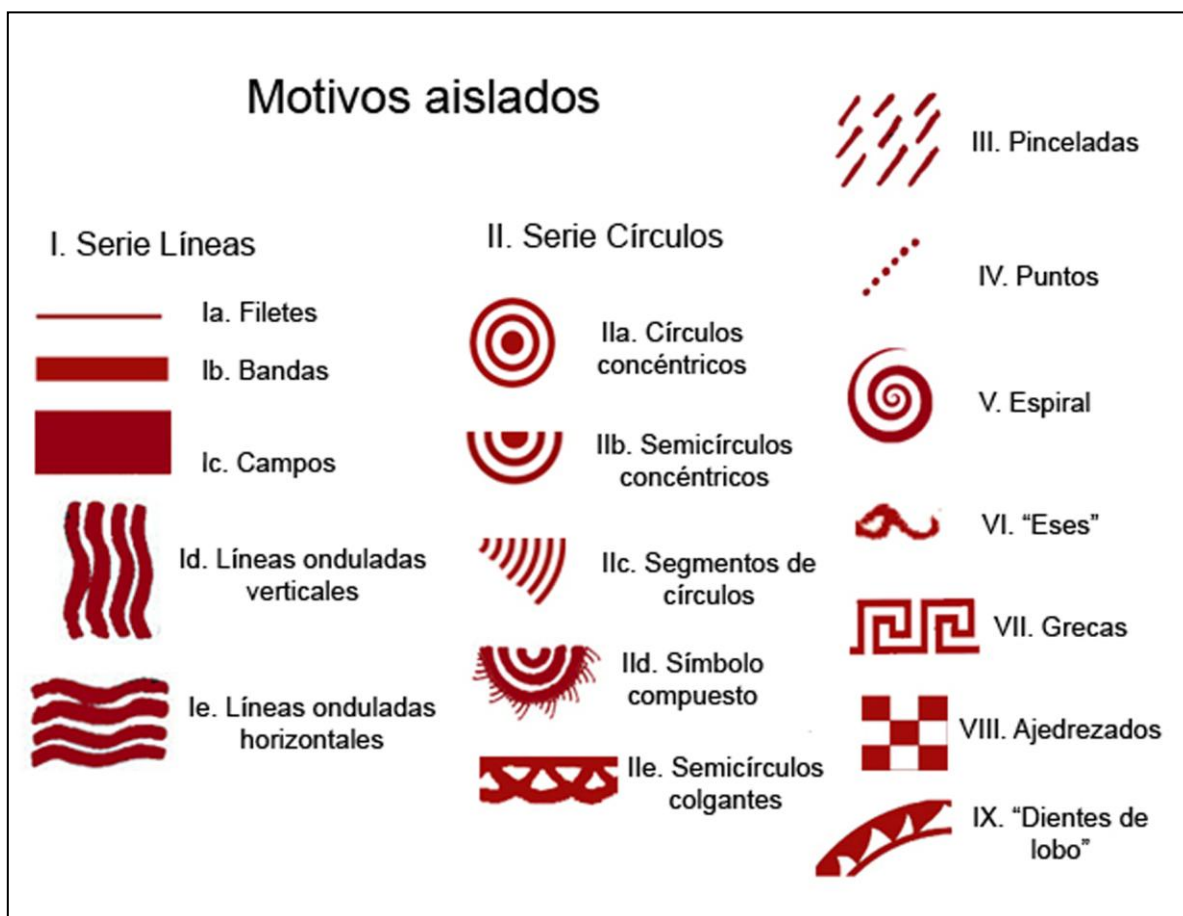 Motivos aislados
I. Serie Líneas
Ia. Filetes
Ib. Bandas
Ic. Campos
Id. Líneas onduladas
verticales
Ie. Líneas onduladas
horizontales
II. Serie Círculos
IIa. Círculos
concéntricos
IIb. Semicírculos
concéntricos
IIc. Segmentos de
círculos
IId. Símbolo
compuesto
IIe. Semicírculos
colgantes
III. Pinceladas
IV. Puntos
V. Espiral
VI. “Eses”
VII. Grecas
VIII. Ajedrezados
IX. “Dientes de
lobo”